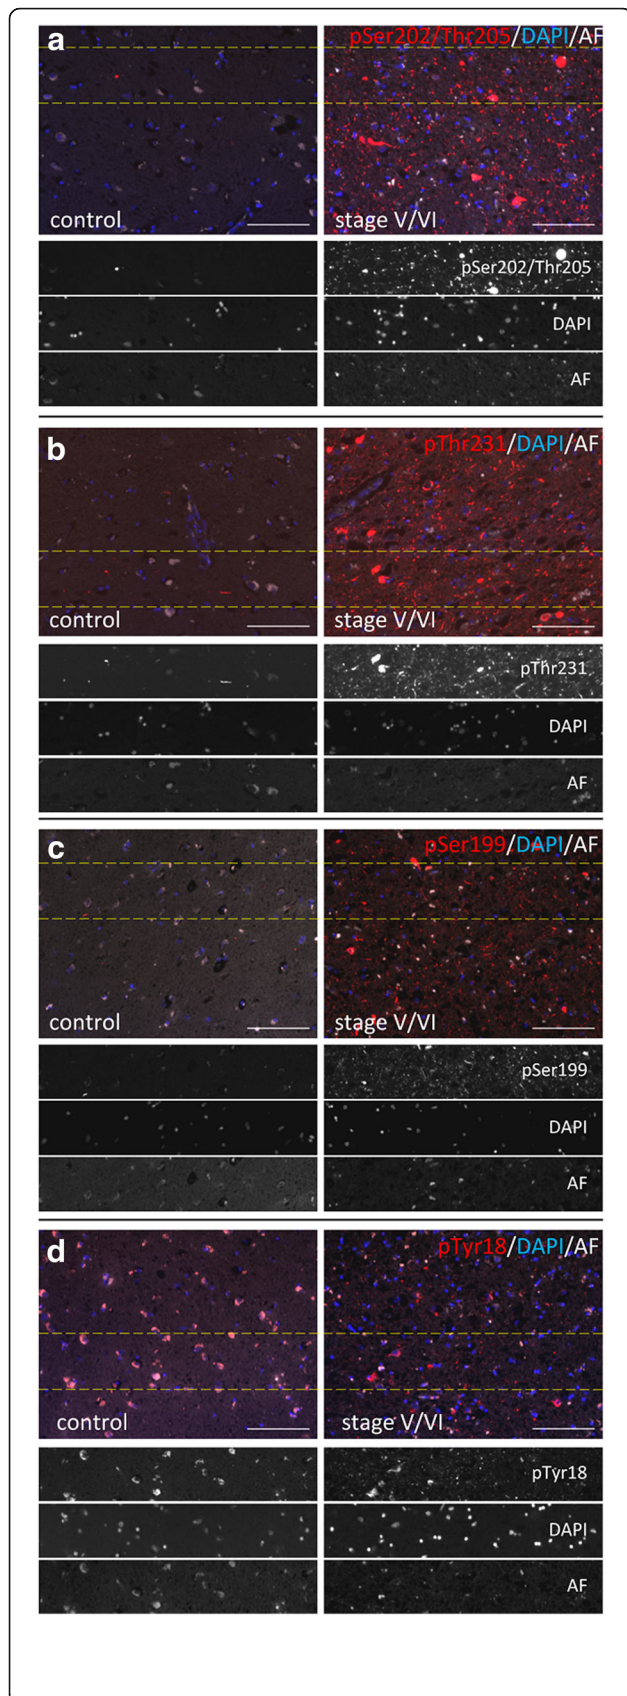 a
pSer202/Thr205/DAPI/AF
control
stage V/VI
pSer202/Thr205
DAPI
AF
b
pThr231/DAPI/AF
control
stage V/VI
pThr231
DAPI
AF
c
pSer199/DAPI/AF
control
stage V/VI
pSer199
DAPI
AF
d
pTyr18/DAPI/AF
control
stage V/VI
pTyr18
DAPI
AF